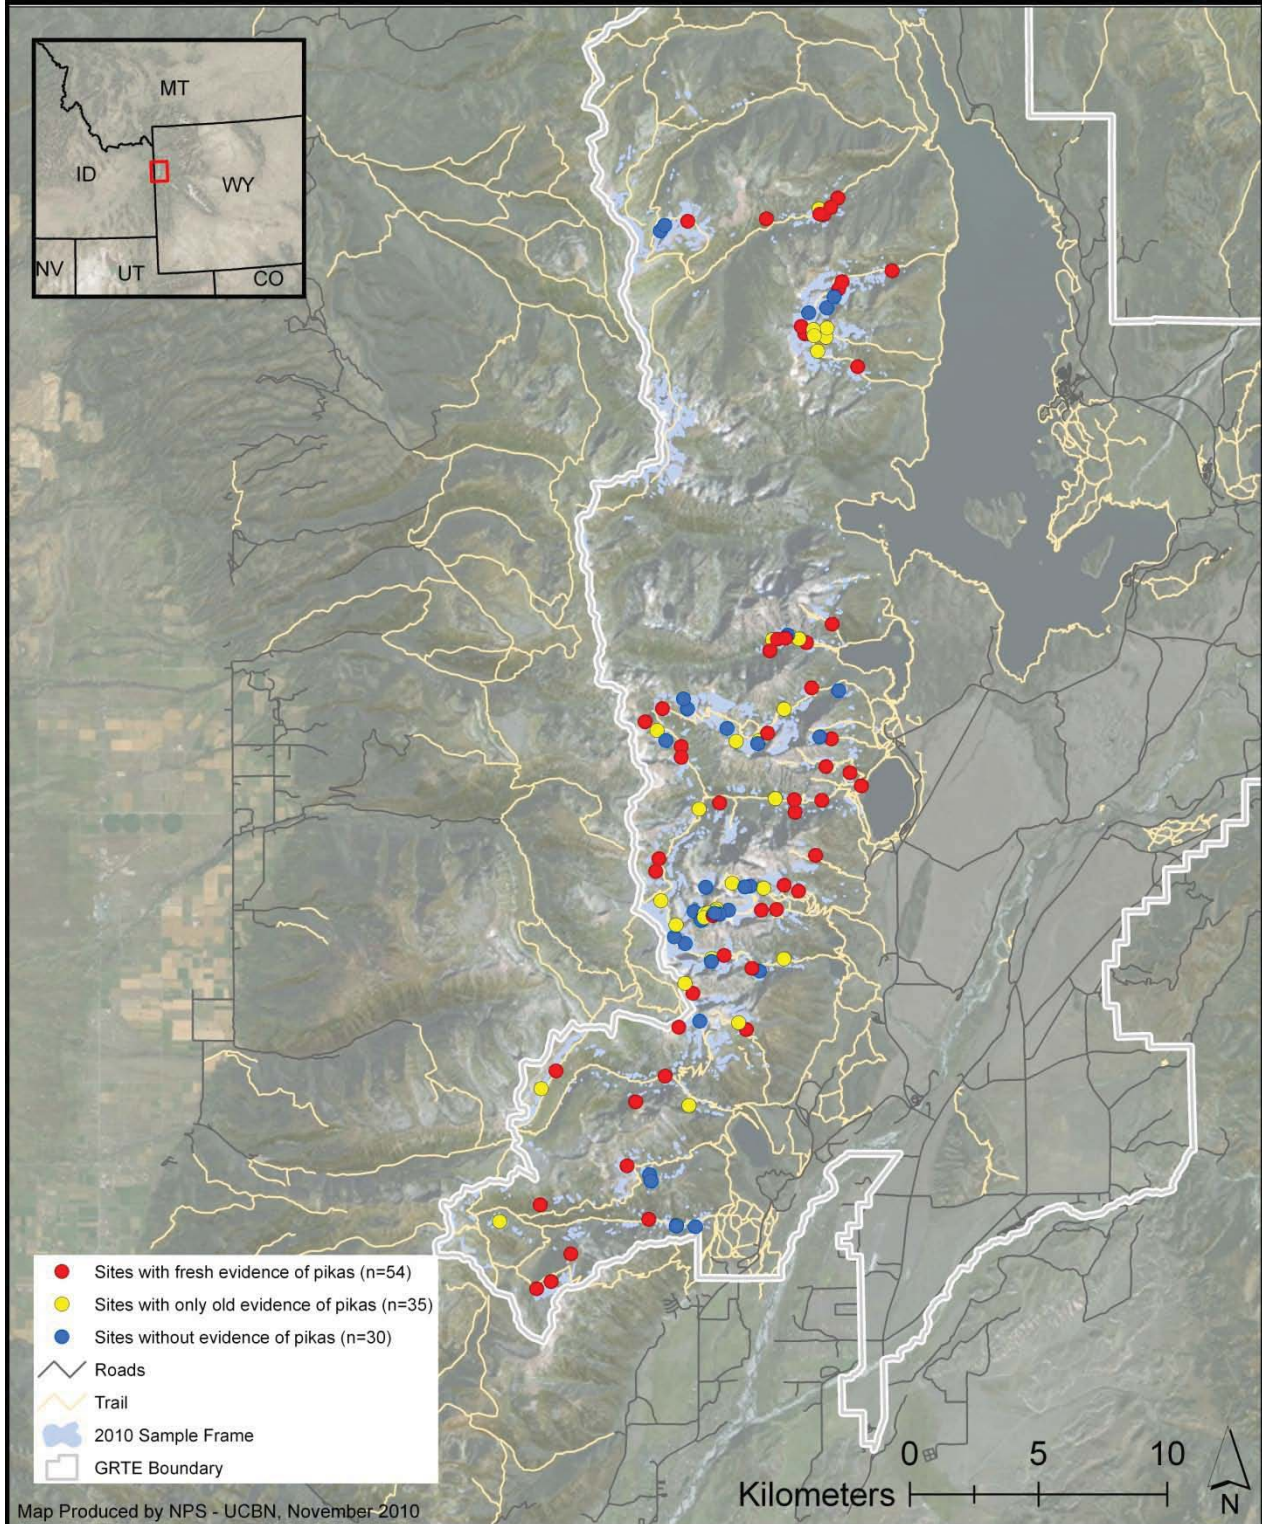 MT
ID
WY
NV
UT
CO
Sites with fresh evidence of pikas (n=54)
Sites with only old evidence of pikas (n=35)
Sites without evidence of pikas (n=30)
Roads
Trail
2010 Sample Frame
GRTE Boundary
Map Produced by NPS - UCBN, November 2010
0 5 10
Kilometers
N